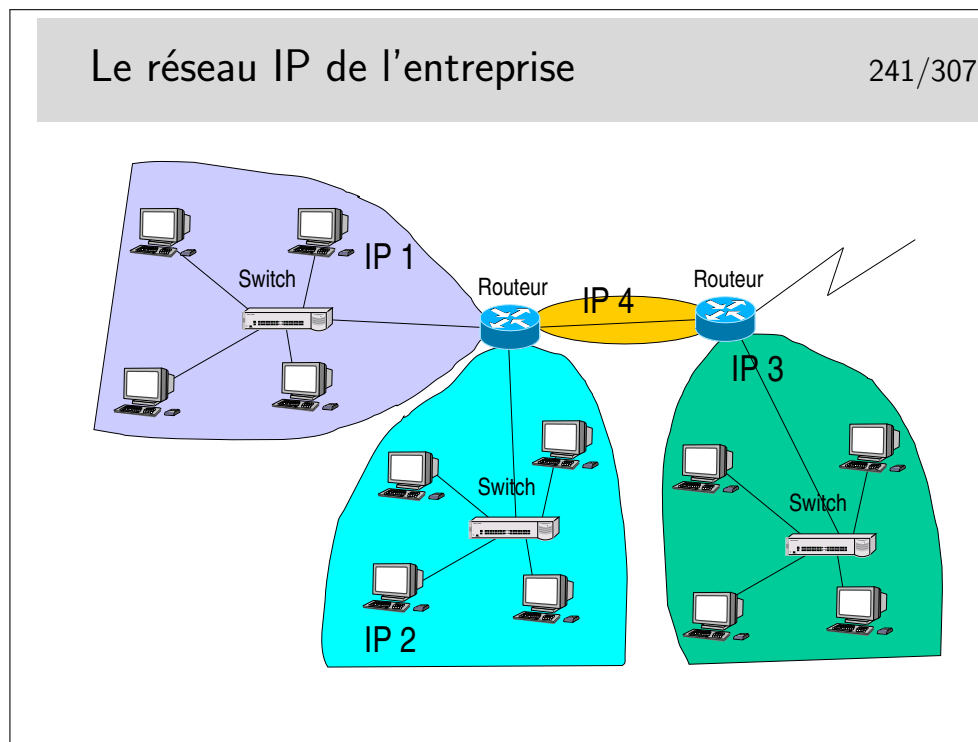 Le réseau IP de l'entreprise 241/307
IP 1
Switch
Routeur
IP 4
Routeur
IP 3
Switch
IP 2
Switch